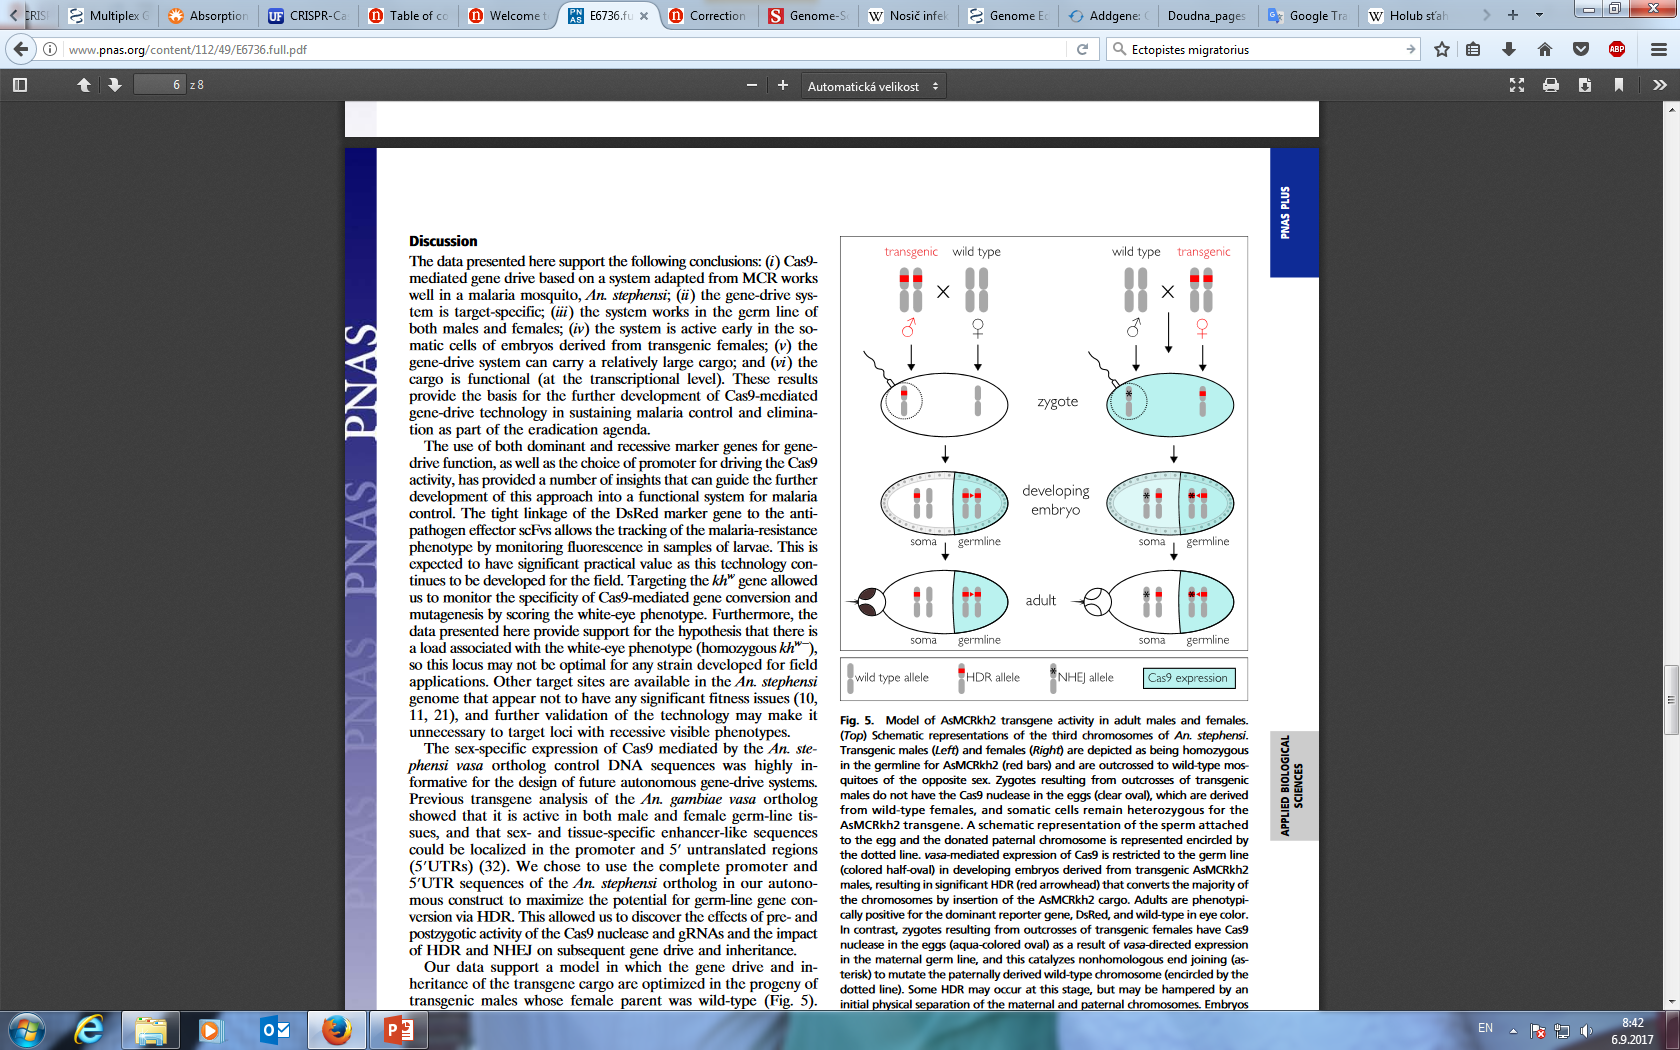 CRISI
Multiplex G
Absorption
CRISPR-Ca
Table of co
Welcome t
E6736.fu
Correction
Genome-S
Nosič infek
Genome Ed
Addgene: C
Doudna_pages
Google Tra
Holub sťah
www.pnas.org/content/112/49/E6736.full.pdf
Ectopistes migratorius
ABP
6 z 8
Automatická velikost
PNAS PLUS
PNAS
PNAS
PNAS
PNAS
Discussion
The data presented here support the following conclusions: (i) Cas9-
mediated gene drive based on a system adapted from MCR works
well in a malaria mosquito, An. stephensi; (ii) the gene-drive sys-
tem is target-specific; (iii) the system works in the germ line of
both males and females; (iv) the system is active early in the so-
matic cells of embryos derived from transgenic females; (v) the
gene-drive system can carry a relatively large cargo; and (vi) the
cargo is functional (at the transcriptional level). These results
provide the basis for the further development of Cas9-mediated
gene-drive technology in sustaining malaria control and elimina-
tion as part of the eradication agenda.
The use of both dominant and recessive marker genes for gene-
drive function, as well as the choice of promoter for driving the Cas9
activity, has provided a number of insights that can guide the further
development of this approach into a functional system for malaria
control. The tight linkage of the DsRed marker gene to the anti-
pathogen effector scFvs allows the tracking of the malaria-resistance
phenotype by monitoring fluorescence in samples of larvae. This is
expected to have significant practical value as this technology con-
tinues to be developed for the field. Targeting the khʷ gene allowed
us to monitor the specificity of Cas9-mediated gene conversion and
mutagenesis by scoring the white-eye phenotype. Furthermore, the
data presented here provide support for the hypothesis that there is
a load associated with the white-eye phenotype (homozygous khʷ⁻),
so this locus may not be optimal for any strain developed for field
applications. Other target sites are available in the An. stephensi
genome that appear not to have any significant fitness issues (10,
11, 21), and further validation of the technology may make it
unnecessary to target loci with recessive visible phenotypes.
The sex-specific expression of Cas9 mediated by the An. ste-
phensi vasa ortholog control DNA sequences was highly in-
formative for the design of future autonomous gene-drive systems.
Previous transgene analysis of the An. gambiae vasa ortholog
showed that it is active in both male and female germ-line tis-
sues, and that sex- and tissue-specific enhancer-like sequences
could be localized in the promoter and 5′ untranslated regions
(5′UTRs) (32). We chose to use the complete promoter and
5′UTR sequences of the An. stephensi ortholog in our autono-
mous construct to maximize the potential for germ-line gene con-
version via HDR. This allowed us to discover the effects of pre- and
postzygotic activity of the Cas9 nuclease and gRNAs and the impact
of HDR and NHEJ on subsequent gene drive and inheritance.
Our data support a model in which the gene drive and in-
heritance of the transgene cargo are optimized in the progeny of
transgenic males whose female parent was wild-type (Fig. 5).
transgenic wild type wild type transgenic
♂ ♀ ♂ ♀
zygote
developing
embryo
soma germline soma germline
adult
soma germline soma germline
wild type allele HDR allele NHEJ allele Cas9 expression
Fig. 5. Model of AsMCRkh2 transgene activity in adult males and females.
(Top) Schematic representations of the third chromosomes of An. stephensi.
Transgenic males (Left) and females (Right) are depicted as being homozygous
in the germline for AsMCRkh2 (red bars) and are outcrossed to wild-type mos-
quitoes of the opposite sex. Zygotes resulting from outcrosses of transgenic
males do not have the Cas9 nuclease in the eggs (clear oval), which are derived
from wild-type females, and somatic cells remain heterozygous for the
AsMCRkh2 transgene. A schematic representation of the sperm attached
to the egg and the donated paternal chromosome is represented encircled by
the dotted line. vasa-mediated expression of Cas9 is restricted to the germ line
(colored half-oval) in developing embryos derived from transgenic AsMCRkh2
males, resulting in significant HDR (red arrowhead) that converts the majority of
the chromosomes by insertion of the AsMCRkh2 cargo. Adults are phenotypi-
cally positive for the dominant reporter gene, DsRed, and wild-type in eye color.
In contrast, zygotes resulting from outcrosses of transgenic females have Cas9
nuclease in the eggs (aqua-colored oval) as a result of vasa-directed expression
in the maternal germ line, and this catalyzes nonhomologous end joining (as-
terisk) to mutate the paternally derived wild-type chromosome (encircled by the
dotted line). Some HDR may occur at this stage, but may be hampered by an
initial physical separation of the maternal and paternal chromosomes. Embryos
APPLIED BIOLOGICAL
SCIENCES
EN
8:42
6.9.2017